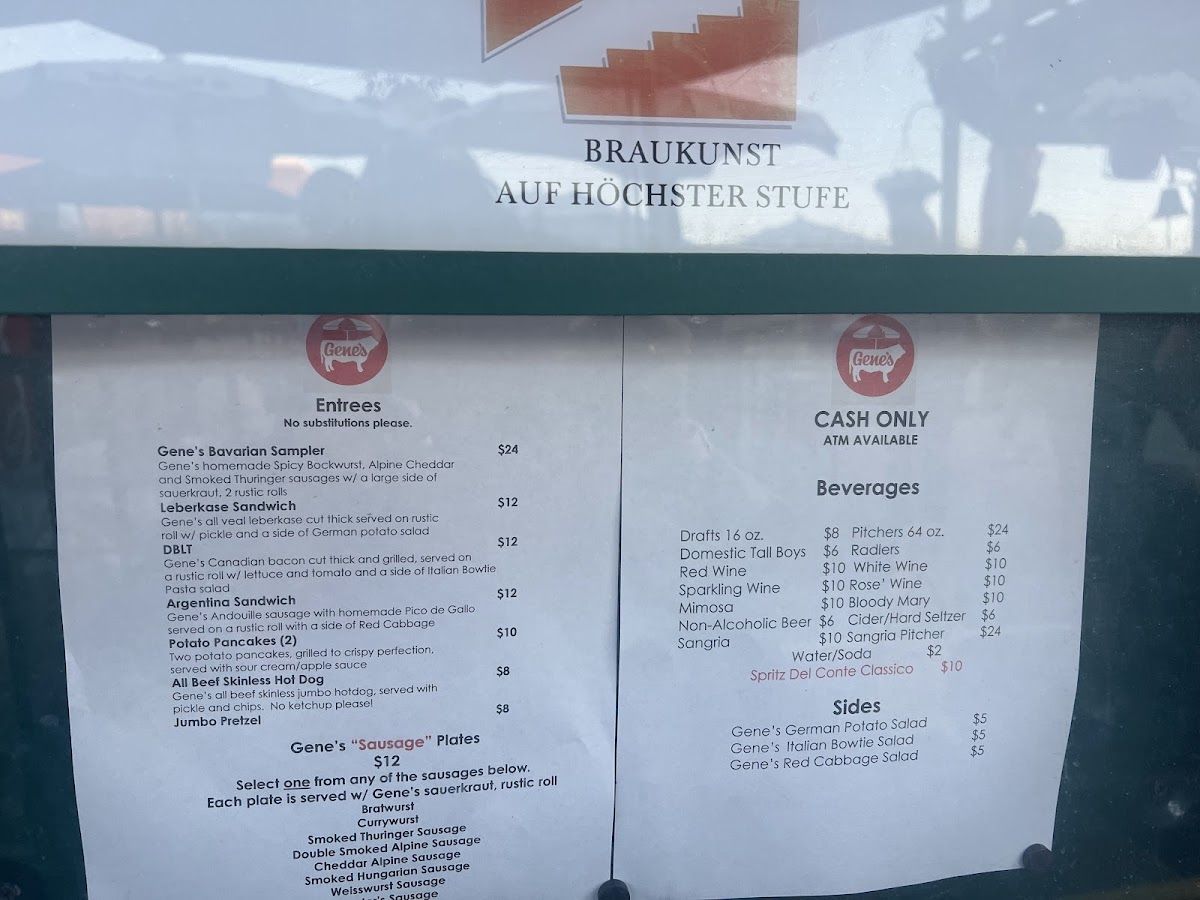 BRAUKUNST
AUF HÖCHSTER STUFE
Gene's
Entrees
No substitutions please.
Gene's Bavarian Sampler $24
Gene's homemade Spicy Bockwurst, Alpine Cheddar
and Smoked Thuringer sausages w/ a large side of
sauerkraut, 2 rustic rolls
Leberkase Sandwich $12
Gene's all veal leberkase cut thick served on rustic
roll w/ pickle and a side of German potato salad
DBLT $12
Gene's Canadian bacon cut thick and grilled, served on
a rustic roll w/ lettuce and tomato and a side of Italian Bowtie
Pasta salad
Argentina Sandwich $12
Gene's Andouille sausage with homemade Pico de Gallo
served on a rustic roll with a side of Red Cabbage
Potato Pancakes (2) $10
Two potato pancakes, grilled to crispy perfection,
served with sour cream/apple sauce
All Beef Skinless Hot Dog $8
Gene's all beef skinless jumbo hotdog, served with
pickle and chips. No ketchup please!
Jumbo Pretzel $8
Gene's "Sausage" Plates
$12
Select one from any of the sausages below.
Each plate is served w/ Gene's sauerkraut, rustic roll
Bratwurst
Currywurst
Smoked Thuringer Sausage
Double Smoked Alpine Sausage
Cheddar Alpine Sausage
Smoked Hungarian Sausage
Weisswurst Sausage
Sausage
Gene's
CASH ONLY
ATM AVAILABLE
Beverages
Drafts 16 oz. $8 Pitchers 64 oz. $24
Domestic Tall Boys $6 Radlers $6
Red Wine $10 White Wine $10
Sparkling Wine $10 Rose' Wine $10
Mimosa $10 Bloody Mary $10
Non-Alcoholic Beer $6 Cider/Hard Seltzer $6
Sangria $10 Sangria Pitcher $24
Water/Soda $2
Spritz Del Conte Classico $10
Sides
Gene's German Potato Salad $5
Gene's Italian Bowtie Salad $5
Gene's Red Cabbage Salad $5